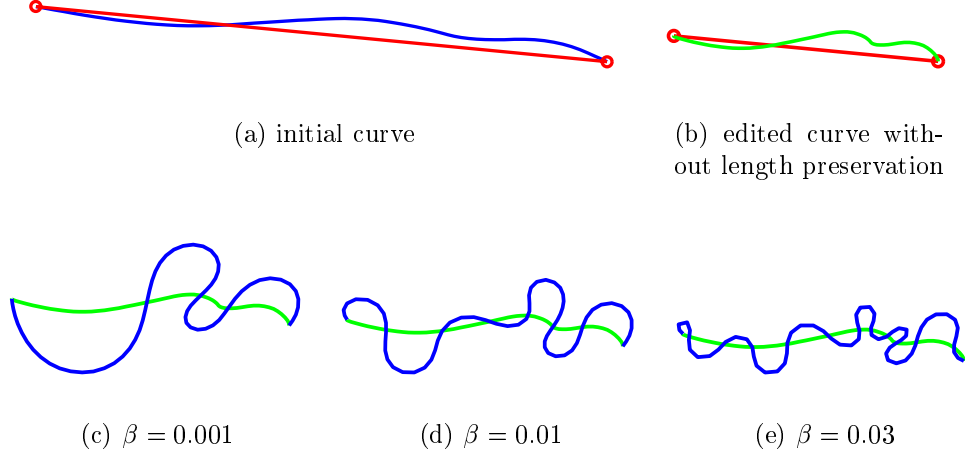 (a) initial curve
(b) edited curve with-
out length preservation
(c) β = 0.001
(d) β = 0.01
(e) β = 0.03